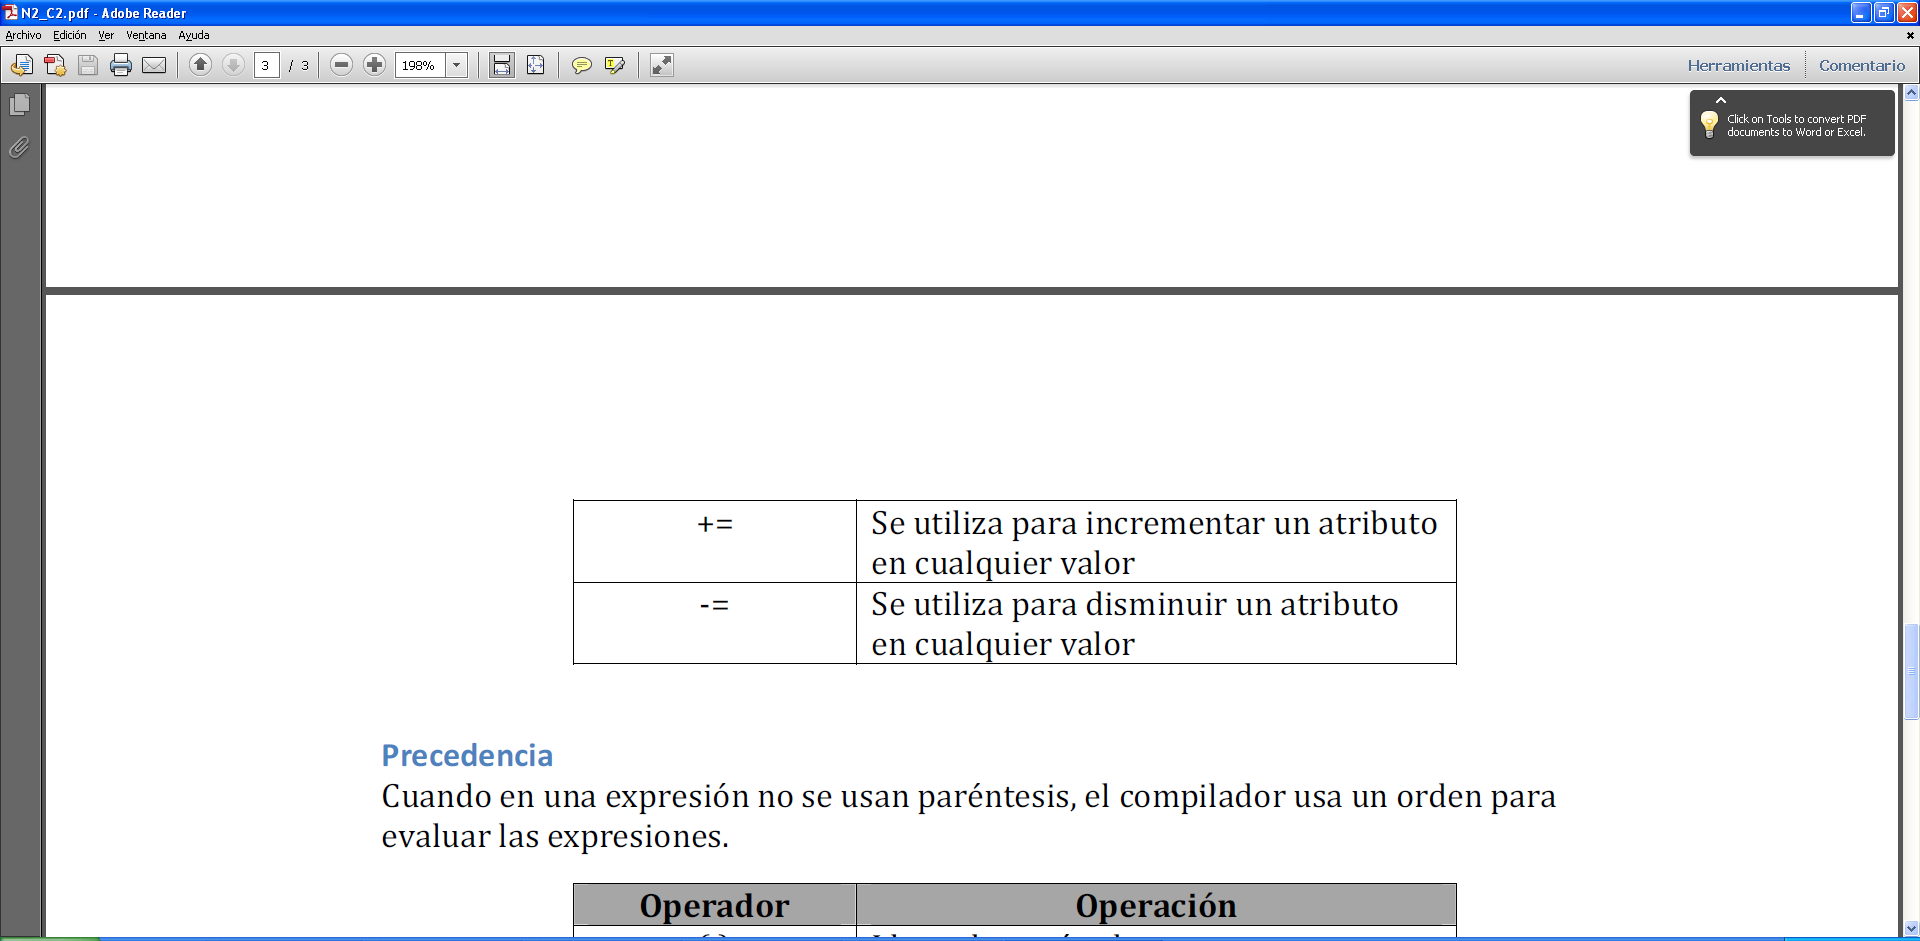 N2_C2.pdf - Adobe Reader
Archivo Edición Ver Ventana Ayuda
3 / 3 198% Herramientas Comentario
Click on Tools to convert PDF
documents to Word or Excel.
+= Se utiliza para incrementar un atributo
en cualquier valor
-= Se utiliza para disminuir un atributo
en cualquier valor
Precedencia
Cuando en una expresión no se usan paréntesis, el compilador usa un orden para
evaluar las expresiones.
Operador Operación